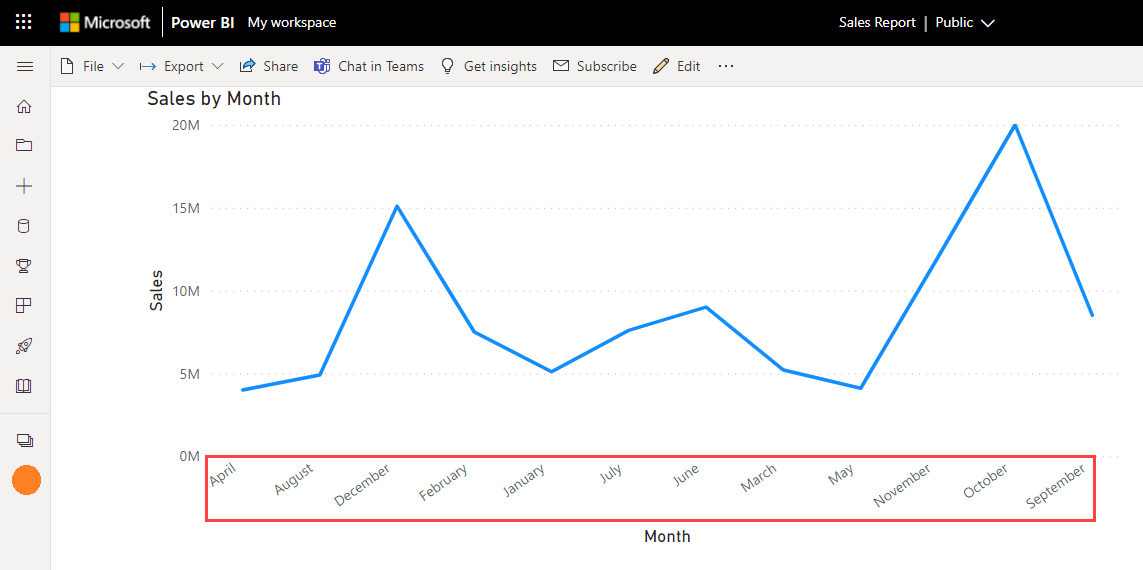 Microsoft Power BI My workspace Sales Report | Public
File Export Share Chat in Teams Get insights Subscribe Edit ...
Sales by Month
20M
15M
10M
5M
0M
Sales
April August December February January July June March May November October September
Month